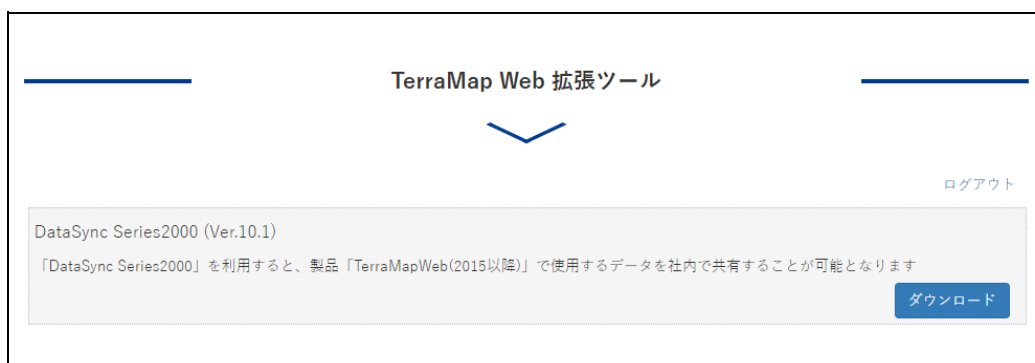 TerraMap Web 拡張ツール
ログアウト
DataSync Series2000 (Ver.10.1)
「DataSync Series2000」を利用すると、製品「TerraMapWeb(2015以降)」で使用するデータを社内で共有することが可能となります
ダウンロード